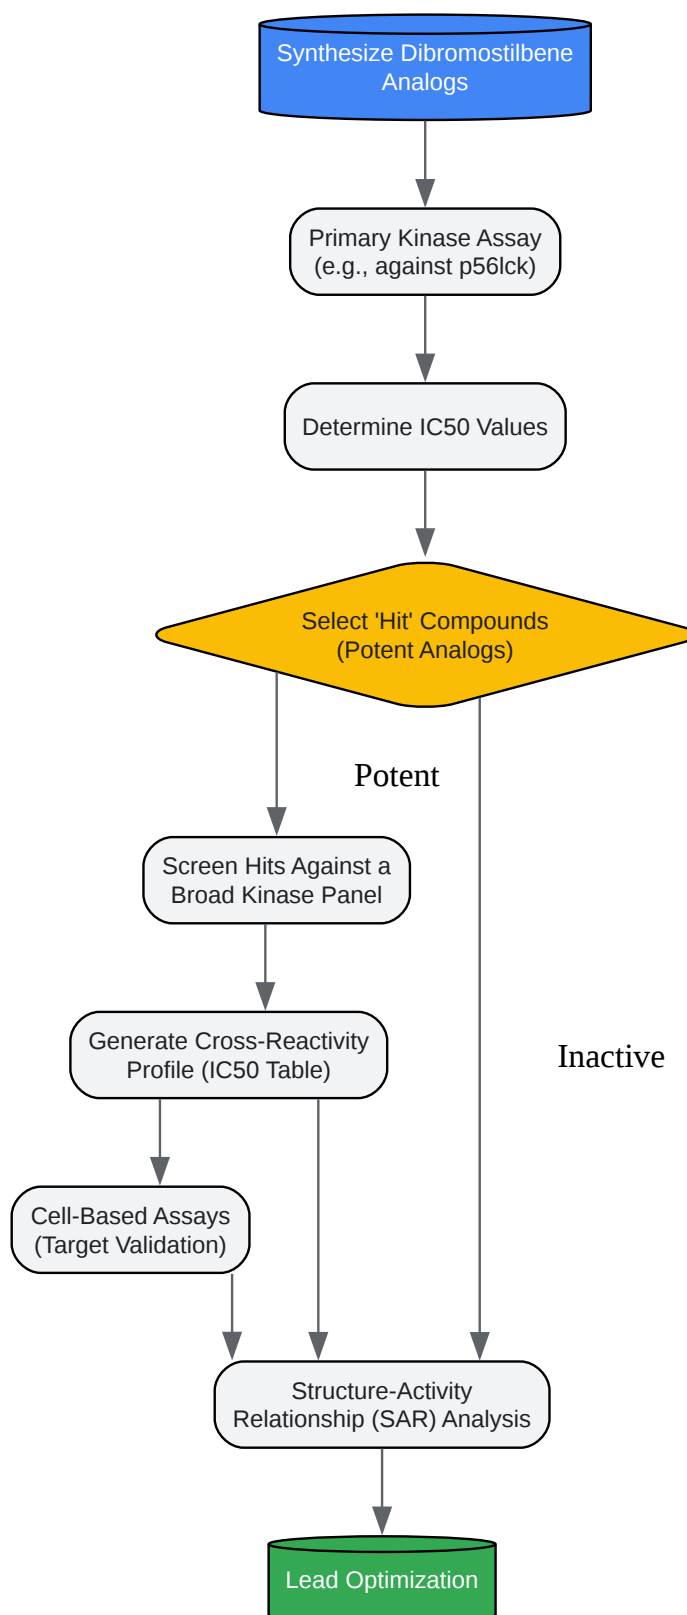 Synthesize Dibromostilbene
Analogs
Primary Kinase Assay
(e.g., against p56lck)
Determine IC50 Values
Select 'Hit' Compounds
(Potent Analogs)
Potent
Screen Hits Against a
Broad Kinase Panel
Generate Cross-Reactivity
Profile (IC50 Table)
Inactive
Cell-Based Assays
(Target Validation)
Structure-Activity
Relationship (SAR) Analysis
Lead Optimization